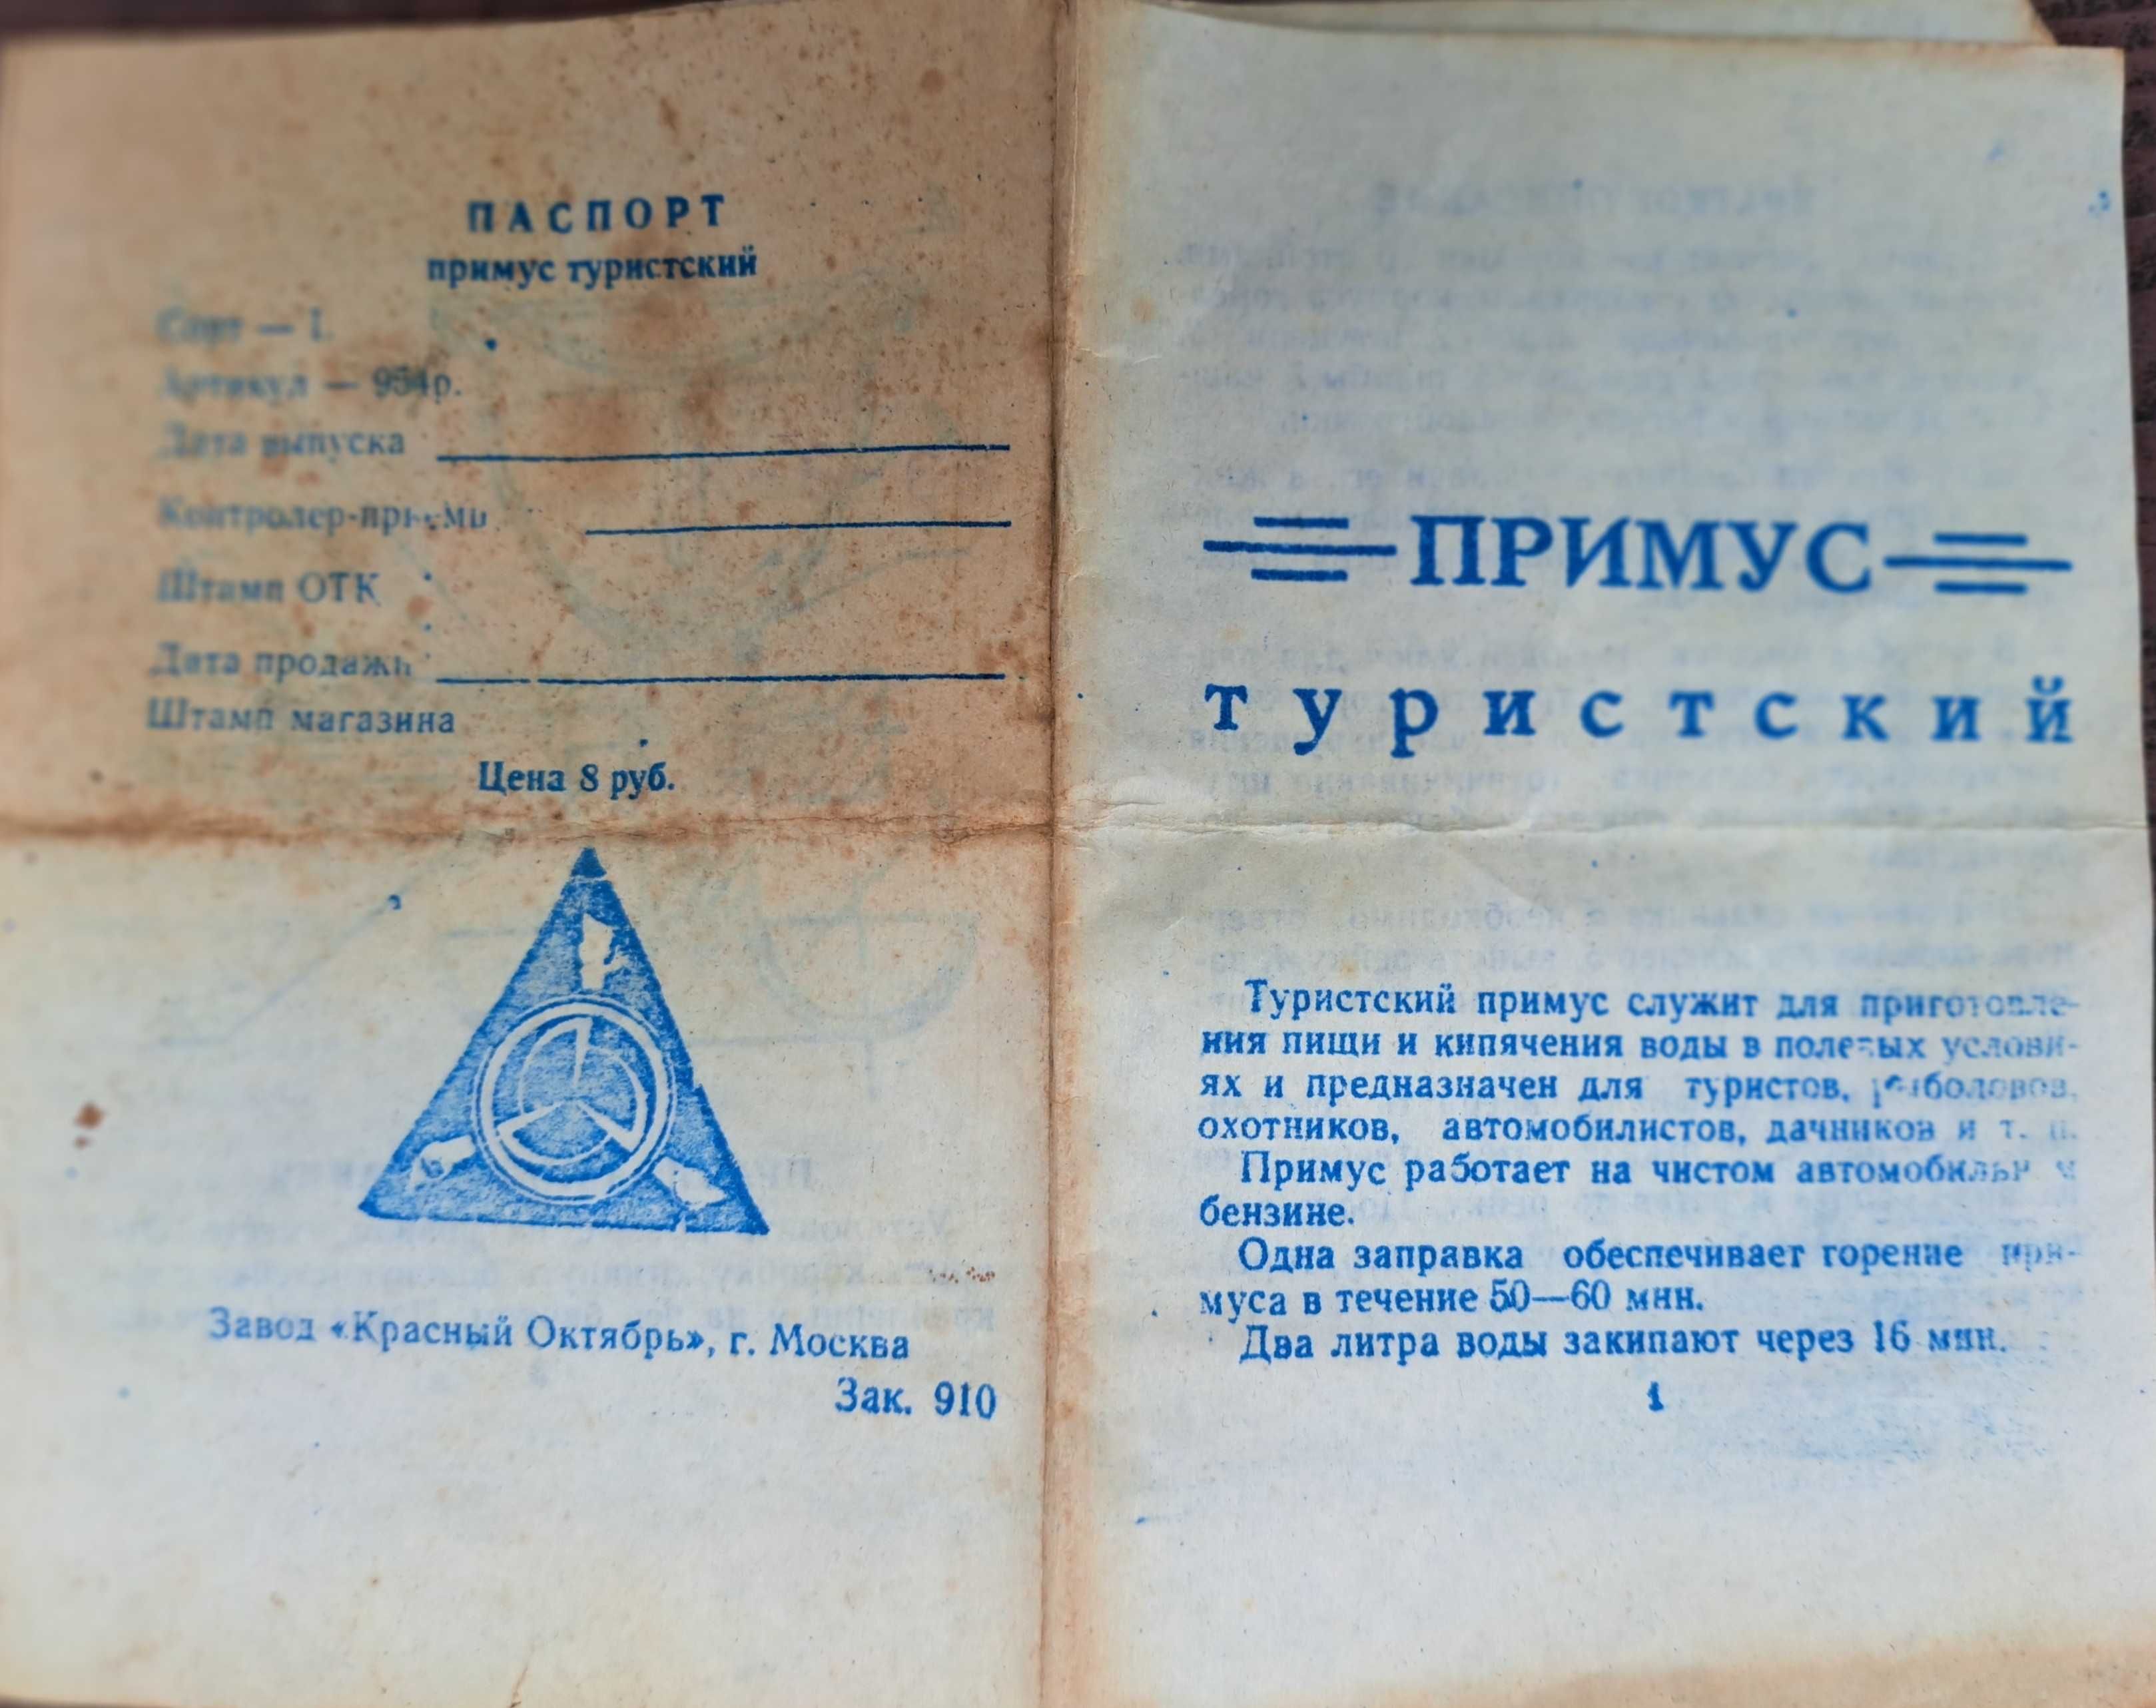 ПАСПОРТ
примус туристский
Сорт — 1.
Артикул — 954р.
Дата выпуска
Контролер-приемщ
Штамп ОТК
Дата продажи
Штамп магазина
Цена 8 руб.
Завод «Красный Октябрь», г. Москва
Зак. 910
ПРИМУС
туристский
Туристский примус служит для приготовле-
ния пищи и кипячения воды в полевых услови-
ях и предназначен для туристов, рыболовов,
охотников, автомобилистов, дачников и т. п.
Примус работает на чистом автомобильном
бензине.
Одна заправка обеспечивает горение при-
муса в течение 50—60 мин.
Два литра воды закипают через 16 мин.
1